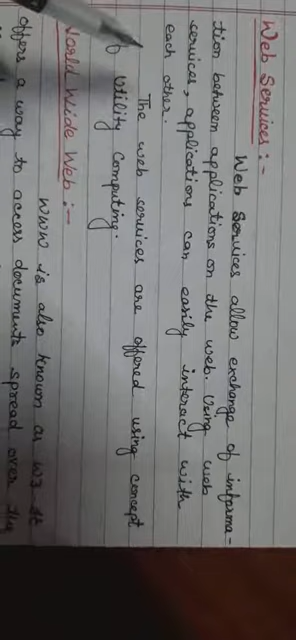 Web Services :-
Web Services allow exchange of informa-
tion between applications on the web. Using web
services, applications can easily interact with
each other.
The web services are offered using concept
of Utility Computing.
World Wide Web :-
WWW is also known as W3. It
offers a way to access documents spread over the